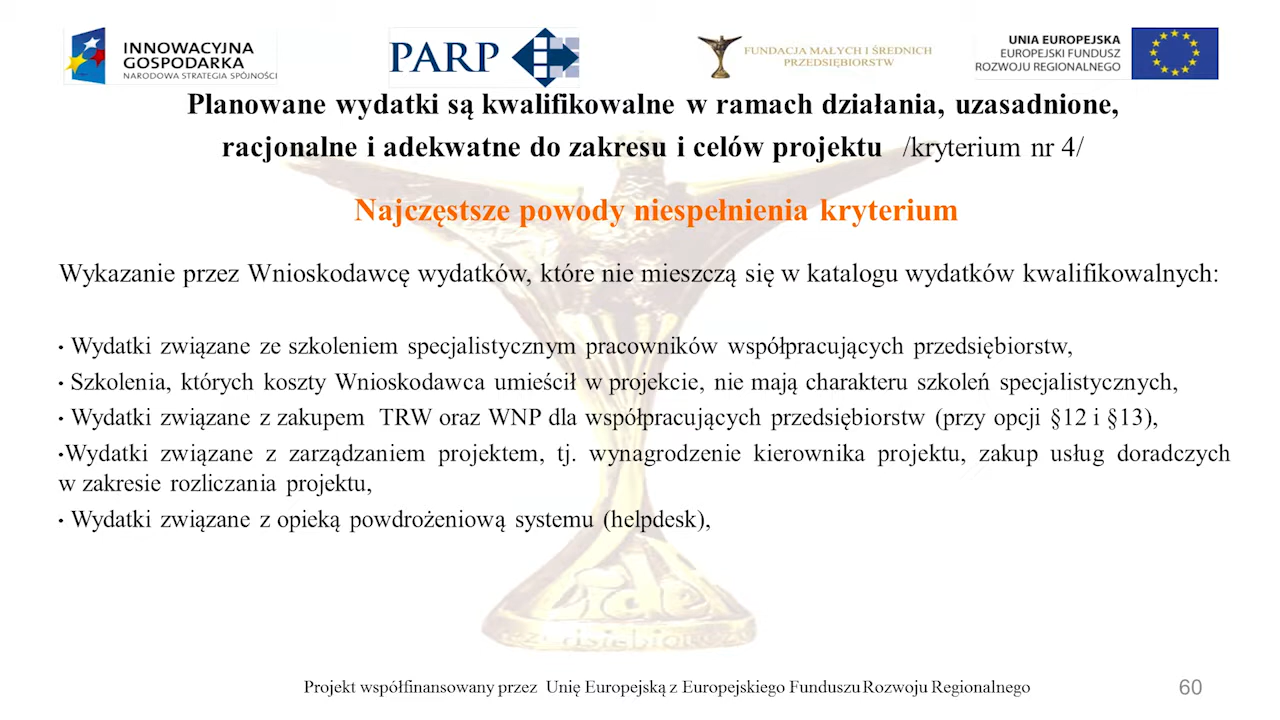 INNOWACYJNA
GOSPODARKA
NARODOWA STRATEGIA SPÓJNOŚCI
PARP
FUNDACJA MAŁYCH I ŚREDNICH
PRZEDSIĘBIORSTW
UNIA EUROPEJSKA
EUROPEJSKI FUNDUSZ
ROZWOJU REGIONALNEGO
Planowane wydatki są kwalifikowalne w ramach działania, uzasadnione,
racjonalne i adekwatne do zakresu i celów projektu /kryterium nr 4/
Najczęstsze powody niespełnienia kryterium
Wykazanie przez Wnioskodawcę wydatków, które nie mieszczą się w katalogu wydatków kwalifikowalnych:
• Wydatki związane ze szkoleniem specjalistycznym pracowników współpracujących przedsiębiorstw,
• Szkolenia, których koszty Wnioskodawca umieścił w projekcie, nie mają charakteru szkoleń specjalistycznych,
• Wydatki związane z zakupem TRW oraz WNP dla współpracujących przedsiębiorstw (przy opcji §12 i §13),
•Wydatki związane z zarządzaniem projektem, tj. wynagrodzenie kierownika projektu, zakup usług doradczych
w zakresie rozliczania projektu,
• Wydatki związane z opieką powdrożeniową systemu (helpdesk),
Projekt współfinansowany przez Unię Europejską z Europejskiego Funduszu Rozwoju Regionalnego
60